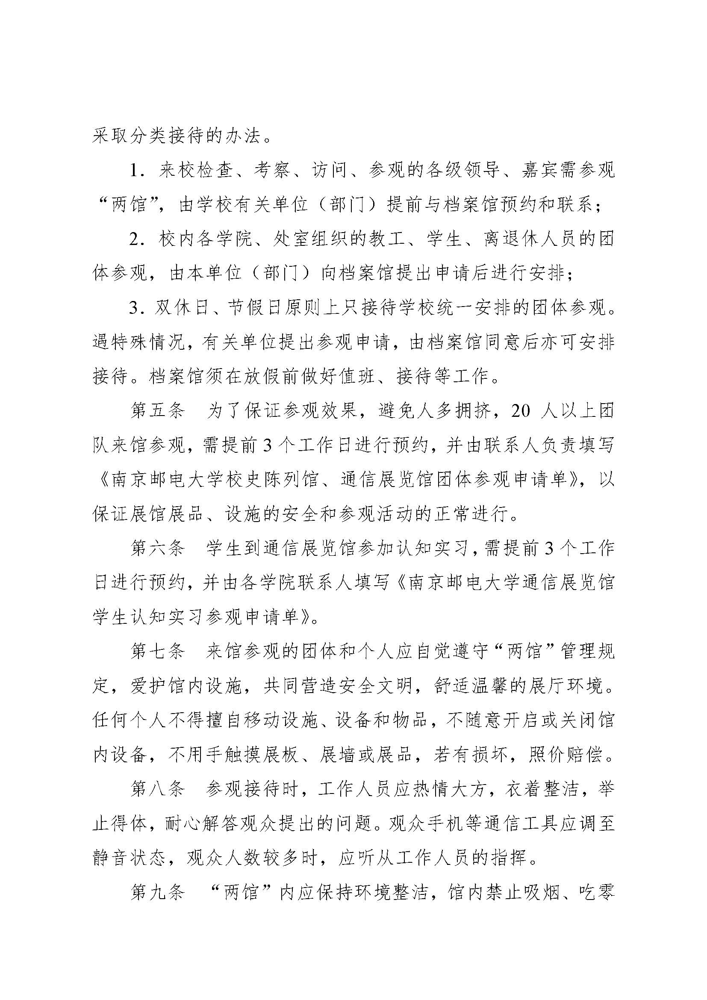 采取分类接待的办法。
1．来校检查、考察、访问、参观的各级领导、嘉宾需参观
“两馆”，由学校有关单位（部门）提前与档案馆预约和联系；
2．校内各学院、处室组织的教工、学生、离退休人员的团
体参观，由本单位（部门）向档案馆提出申请后进行安排；
3．双休日、节假日原则上只接待学校统一安排的团体参观。
遇特殊情况，有关单位提出参观申请，由档案馆同意后亦可安排
接待。档案馆须在放假前做好值班、接待等工作。
第五条　为了保证参观效果，避免人多拥挤，20 人以上团
队来馆参观，需提前 3 个工作日进行预约，并由联系人负责填写
《南京邮电大学校史陈列馆、通信展览馆团体参观申请单》，以
保证展馆展品、设施的安全和参观活动的正常进行。
第六条　学生到通信展览馆参加认知实习，需提前 3 个工作
日进行预约，并由各学院联系人填写《南京邮电大学通信展览馆
学生认知实习参观申请单》。
第七条　来馆参观的团体和个人应自觉遵守“两馆”管理规
定，爱护馆内设施，共同营造安全文明，舒适温馨的展厅环境。
任何个人不得擅自移动设施、设备和物品，不随意开启或关闭馆
内设备，不用手触摸展板、展墙或展品，若有损坏，照价赔偿。
第八条　参观接待时，工作人员应热情大方，衣着整洁，举
止得体，耐心解答观众提出的问题。观众手机等通信工具应调至
静音状态，观众人数较多时，应听从工作人员的指挥。
第九条　“两馆”内应保持环境整洁，馆内禁止吸烟、吃零